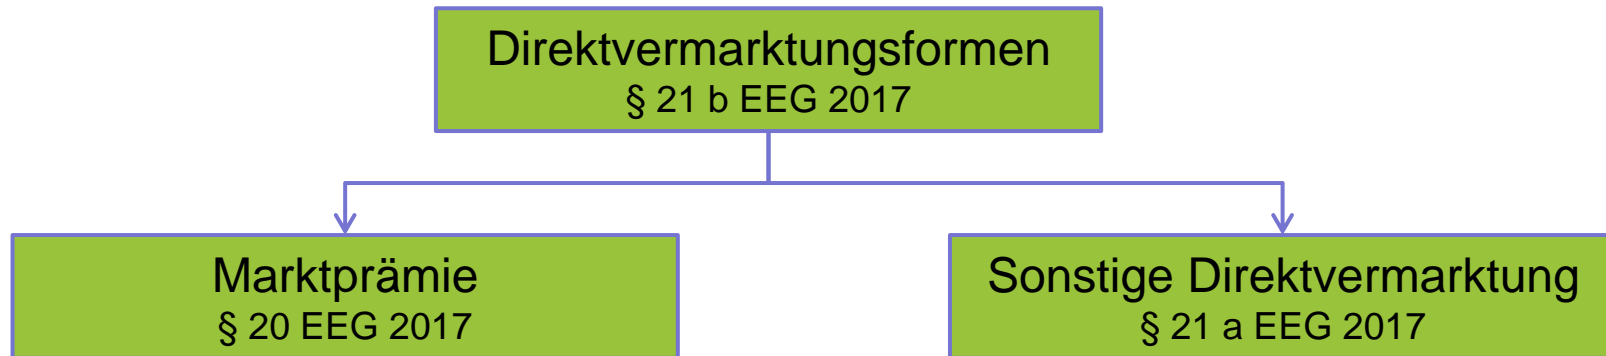 Direktvermarktungsformen
§ 21 b EEG 2017
Marktprämie
§ 20 EEG 2017
Sonstige Direktvermarktung
§ 21 a EEG 2017